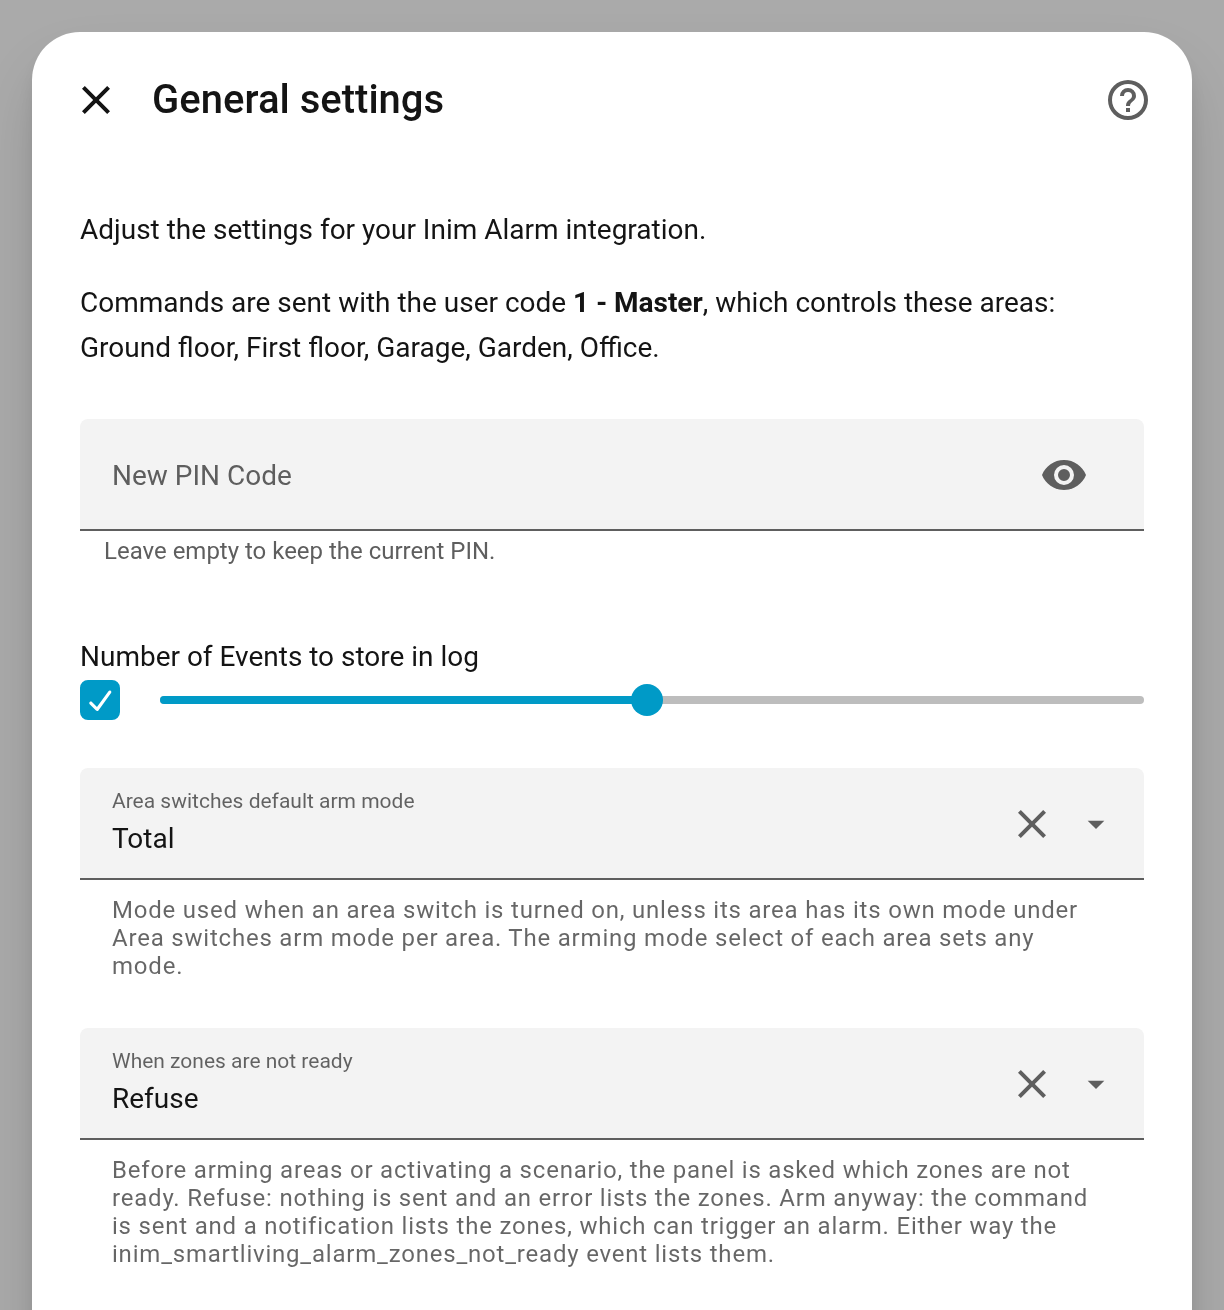 General settings
Adjust the settings for your Inim Alarm integration.
Commands are sent with the user code 1 - Master, which controls these areas:
Ground floor, First floor, Garage, Garden, Office.
New PIN Code
Leave empty to keep the current PIN.
Number of Events to store in log
Area switches default arm mode
Total
Mode used when an area switch is turned on, unless its area has its own mode under
Area switches arm mode per area. The arming mode select of each area sets any
mode.
When zones are not ready
Refuse
Before arming areas or activating a scenario, the panel is asked which zones are not
ready. Refuse: nothing is sent and an error lists the zones. Arm anyway: the command
is sent and a notification lists the zones, which can trigger an alarm. Either way the
inim_smartliving_alarm_zones_not_ready event lists them.